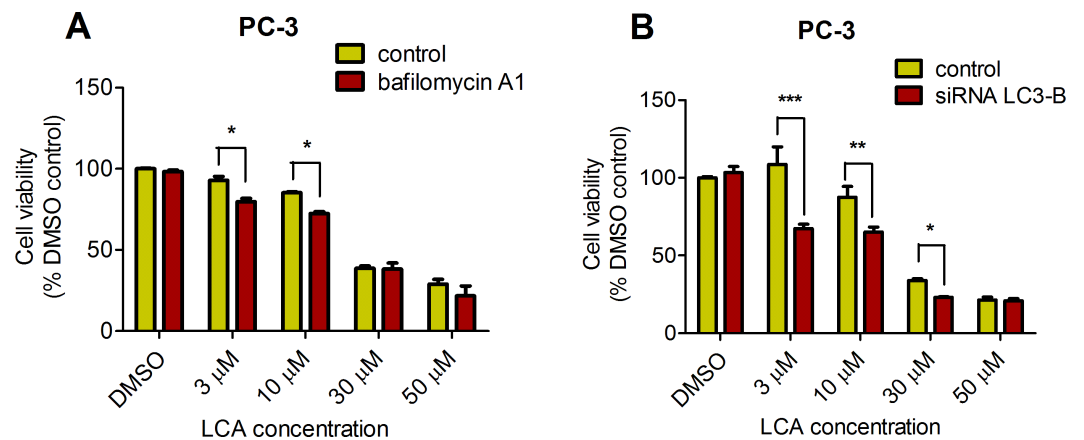 A
PC-3
control
bafilomycin A1
Cell viability
(% DMSO control)
150
100
50
0
*
*
DMSO
3 μM
10 μM
30 μM
50 μM
LCA concentration
B
PC-3
control
siRNA LC3-B
Cell viability
(% DMSO control)
150
100
50
0
***
**
*
DMSO
3 μM
10 μM
30 μM
50 μM
LCA concentration